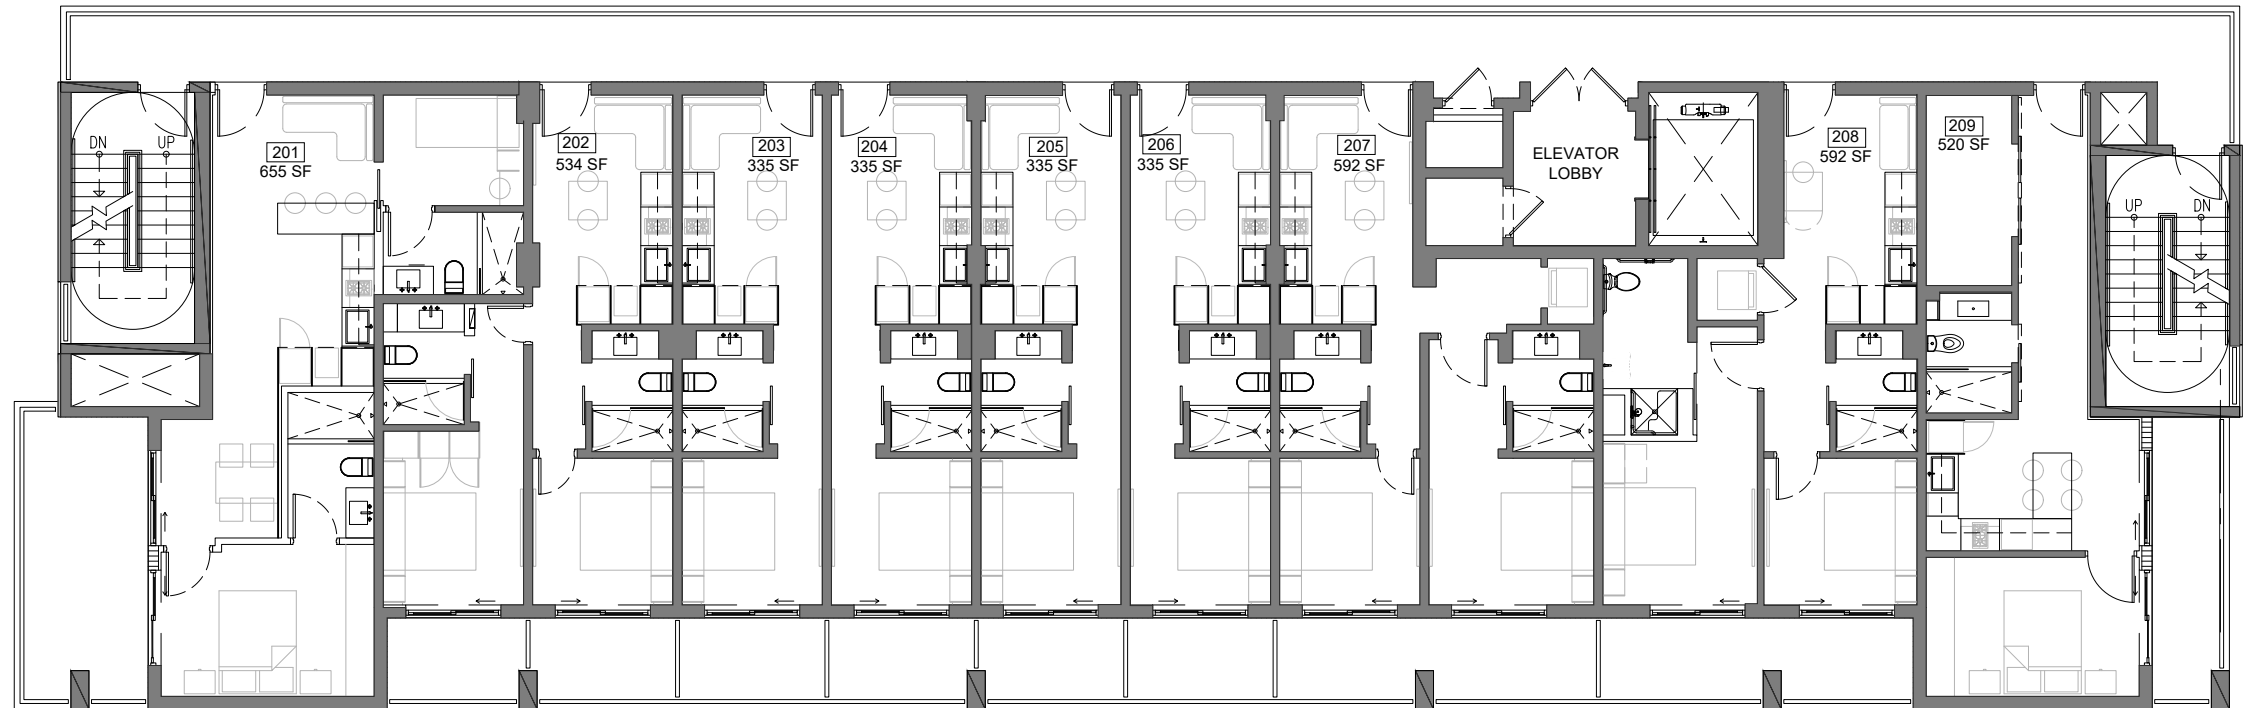 DN
UP
201
655 SF
202
534 SF
203
335 SF
204
335 SF
205
335 SF
206
335 SF
207
592 SF
ELEVATOR
LOBBY
208
592 SF
209
520 SF
UP
DN